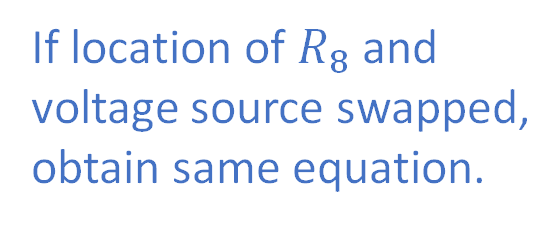 If location of R₈ and
voltage source swapped,
obtain same equation.